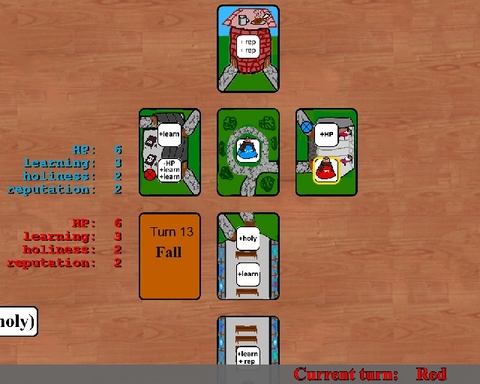 + rep
+ rep
+learn
-HP
+learn
+learn
+HP
HP: 6
learning: 3
holiness: 2
reputation: 2
HP: 6
learning: 3
holiness: 2
reputation: 2
Turn 13
Fall
+holy
+learn
holy)
+learn
+ rep
Current turn: Red